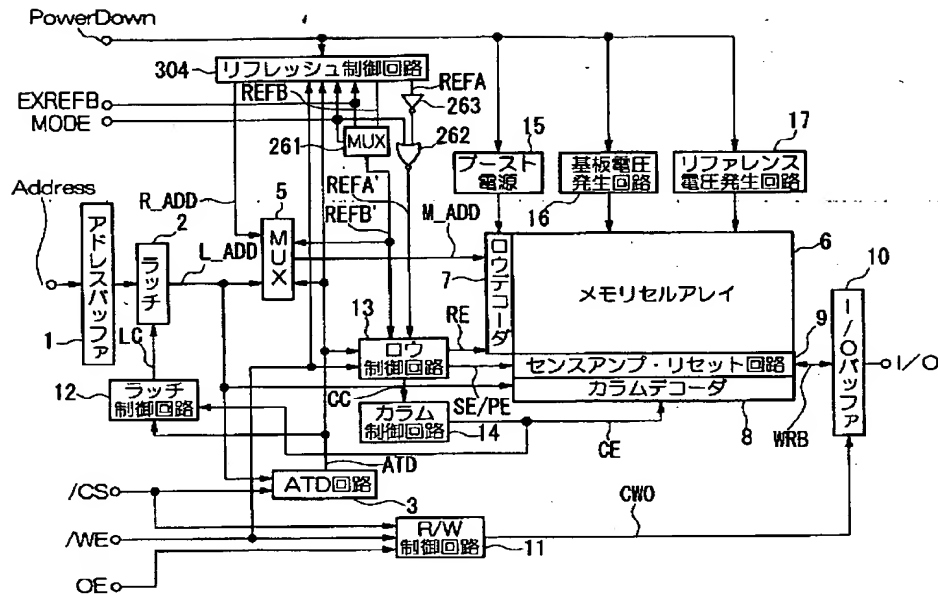 PowerDown
304
リフレッシュ制御回路
REFA
263
EXREFB
REFB
MODE
261
MUX
262
15
ブースト
電源
基板電圧
発生回路
16
17
リファレンス
電圧発生回路
Address
R_ADD
REFA'
REFB'
5
MUX
M_ADD
2
L_ADD
アドレスバッファ
1
ラッチ
LC
ロウデコーダ
7
メモリセルアレイ
6
10
I/Oバッファ
I/O
13
ロウ
制御回路
RE
センスアンプ・リセット回路
9
カラムデコーダ
8
12
ラッチ
制御回路
CC
SE/PE
カラム
制御回路
14
CE
WRB
ATD
/CS
ATD回路
3
CWO
/WE
R/W
制御回路
11
OE